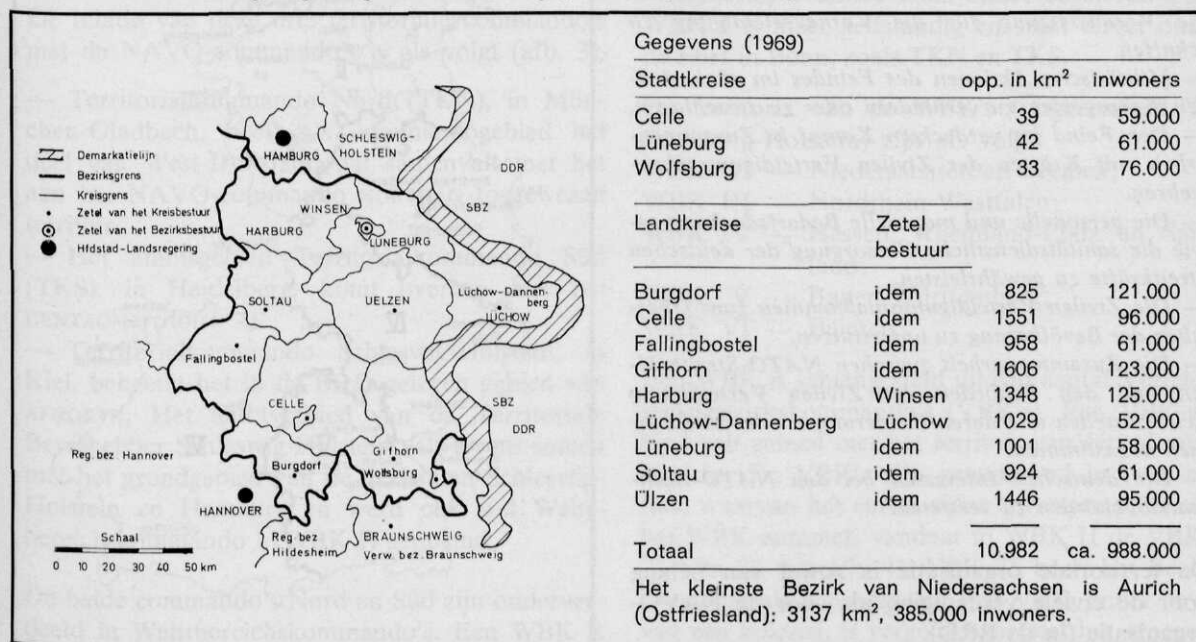 Demarkatielijn
Bezirksgrens
Kreisgrens
Zetel van het Kreisbestuur
Zetel van het Bezirksbestuur
Hfdstad-Landsregering
HAMBURG
SCHLESWIG-
HOLSTEIN
DDR
WINSEN
SBZ
HARBURG
LÜNEBURG
SOLTAU
UELZEN
Lüchow-Dannen-
berg
LÜCHOW
Fallingbostel
CELLE
SBZ
DDR
Reg. bez. Hannover
Burgdorf
Gifhorn
Wolfsburg
HANNOVER
Reg. bez.
Hildesheim
BRAUNSCHWEIG
Verw. bez. Braunschweig
Schaal
0 10 20 30 40 50 km
Gegevens (1969)
Stadtkreise opp. in km² inwoners
Celle 39 59.000
Lüneburg 42 61.000
Wolfsburg 33 76.000
Landkreise Zetel
bestuur
Burgdorf idem 825 121.000
Celle idem 1551 96.000
Fallingbostel idem 958 61.000
Gifhorn idem 1606 123.000
Harburg Winsen 1348 125.000
Lüchow-Dannenberg Lüchow 1029 52.000
Lüneburg idem 1001 58.000
Soltau idem 924 61.000
Ülzen idem 1446 95.000
Totaal 10.982 ca. 988.000
Het kleinste Bezirk van Niedersachsen is Aurich
(Ostfriesland): 3137 km², 385.000 inwoners.